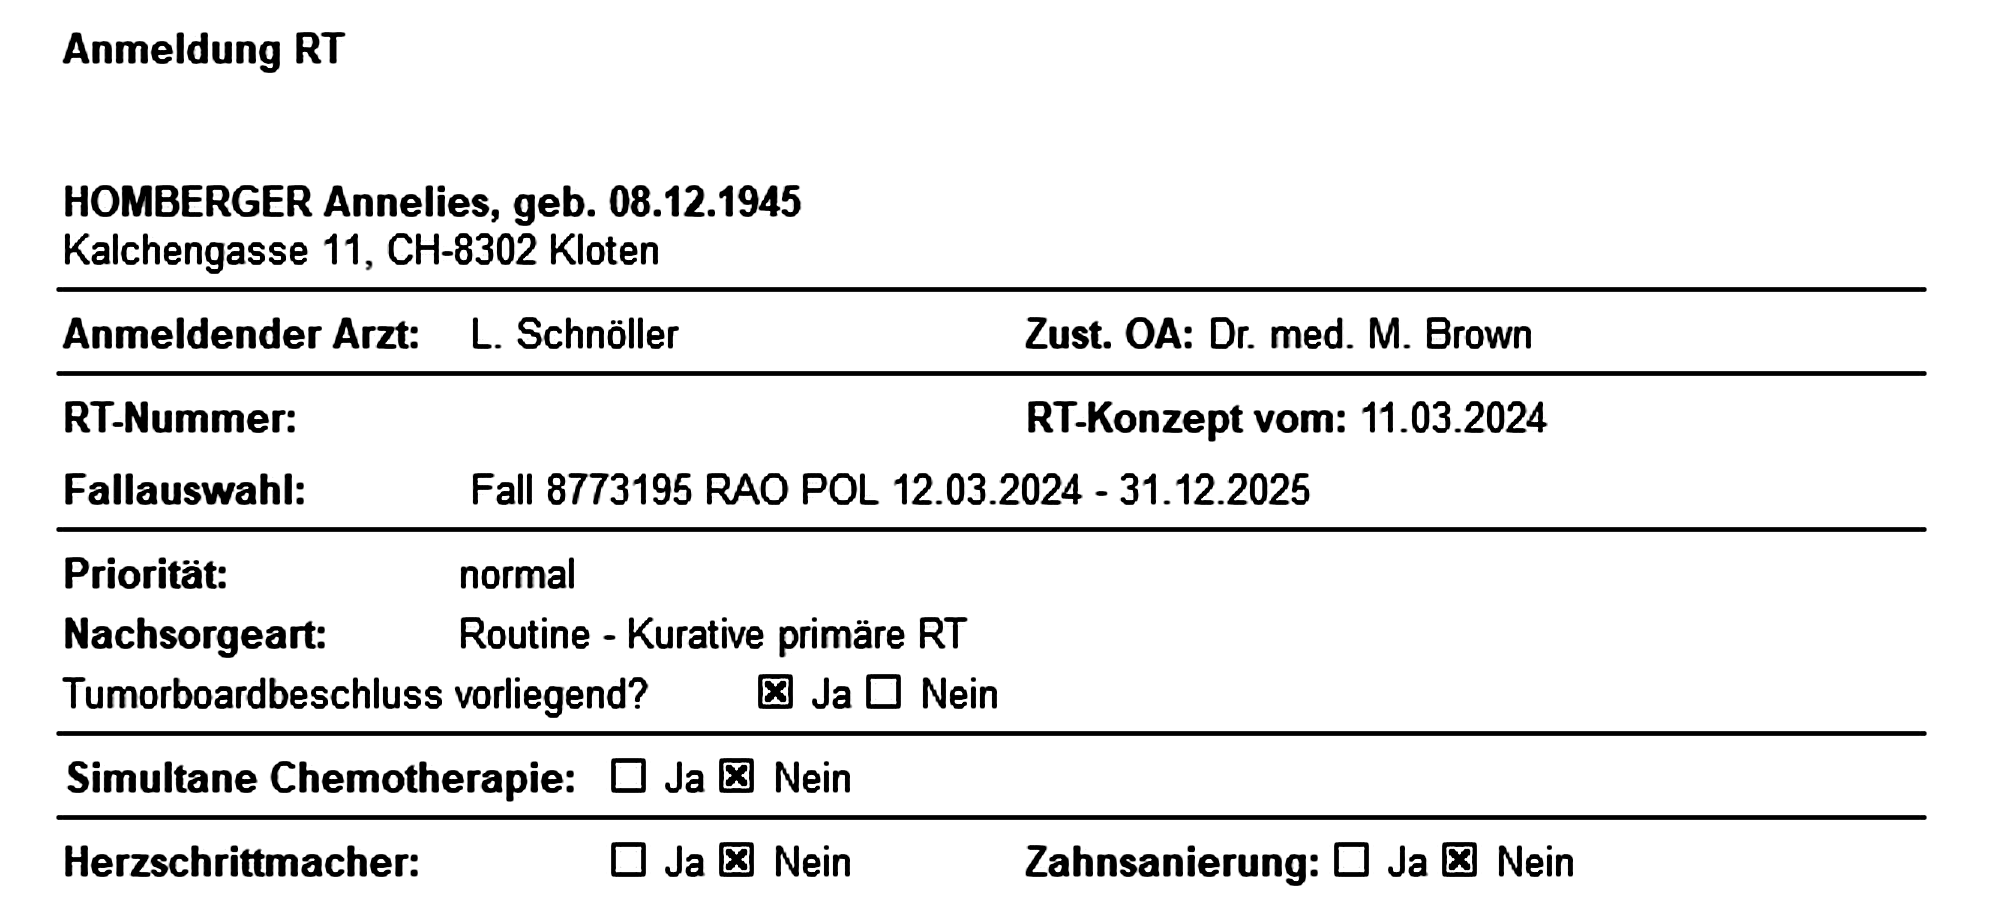 Anmeldung RT
HOMBERGER Annelies, geb. 08.12.1945
Kalchengasse 11, CH-8302 Kloten
Anmeldender Arzt: L. Schnöller Zust. OA: Dr. med. M. Brown
RT-Nummer: RT-Konzept vom: 11.03.2024
Fallauswahl: Fall 8773195 RAO POL 12.03.2024 - 31.12.2025
Priorität: normal
Nachsorgeart: Routine - Kurative primäre RT
Tumorboardbeschluss vorliegend? ☒ Ja ☐ Nein
Simultane Chemotherapie: ☐ Ja ☒ Nein
Herzschrittmacher: ☐ Ja ☒ Nein Zahnsanierung: ☐ Ja ☒ Nein